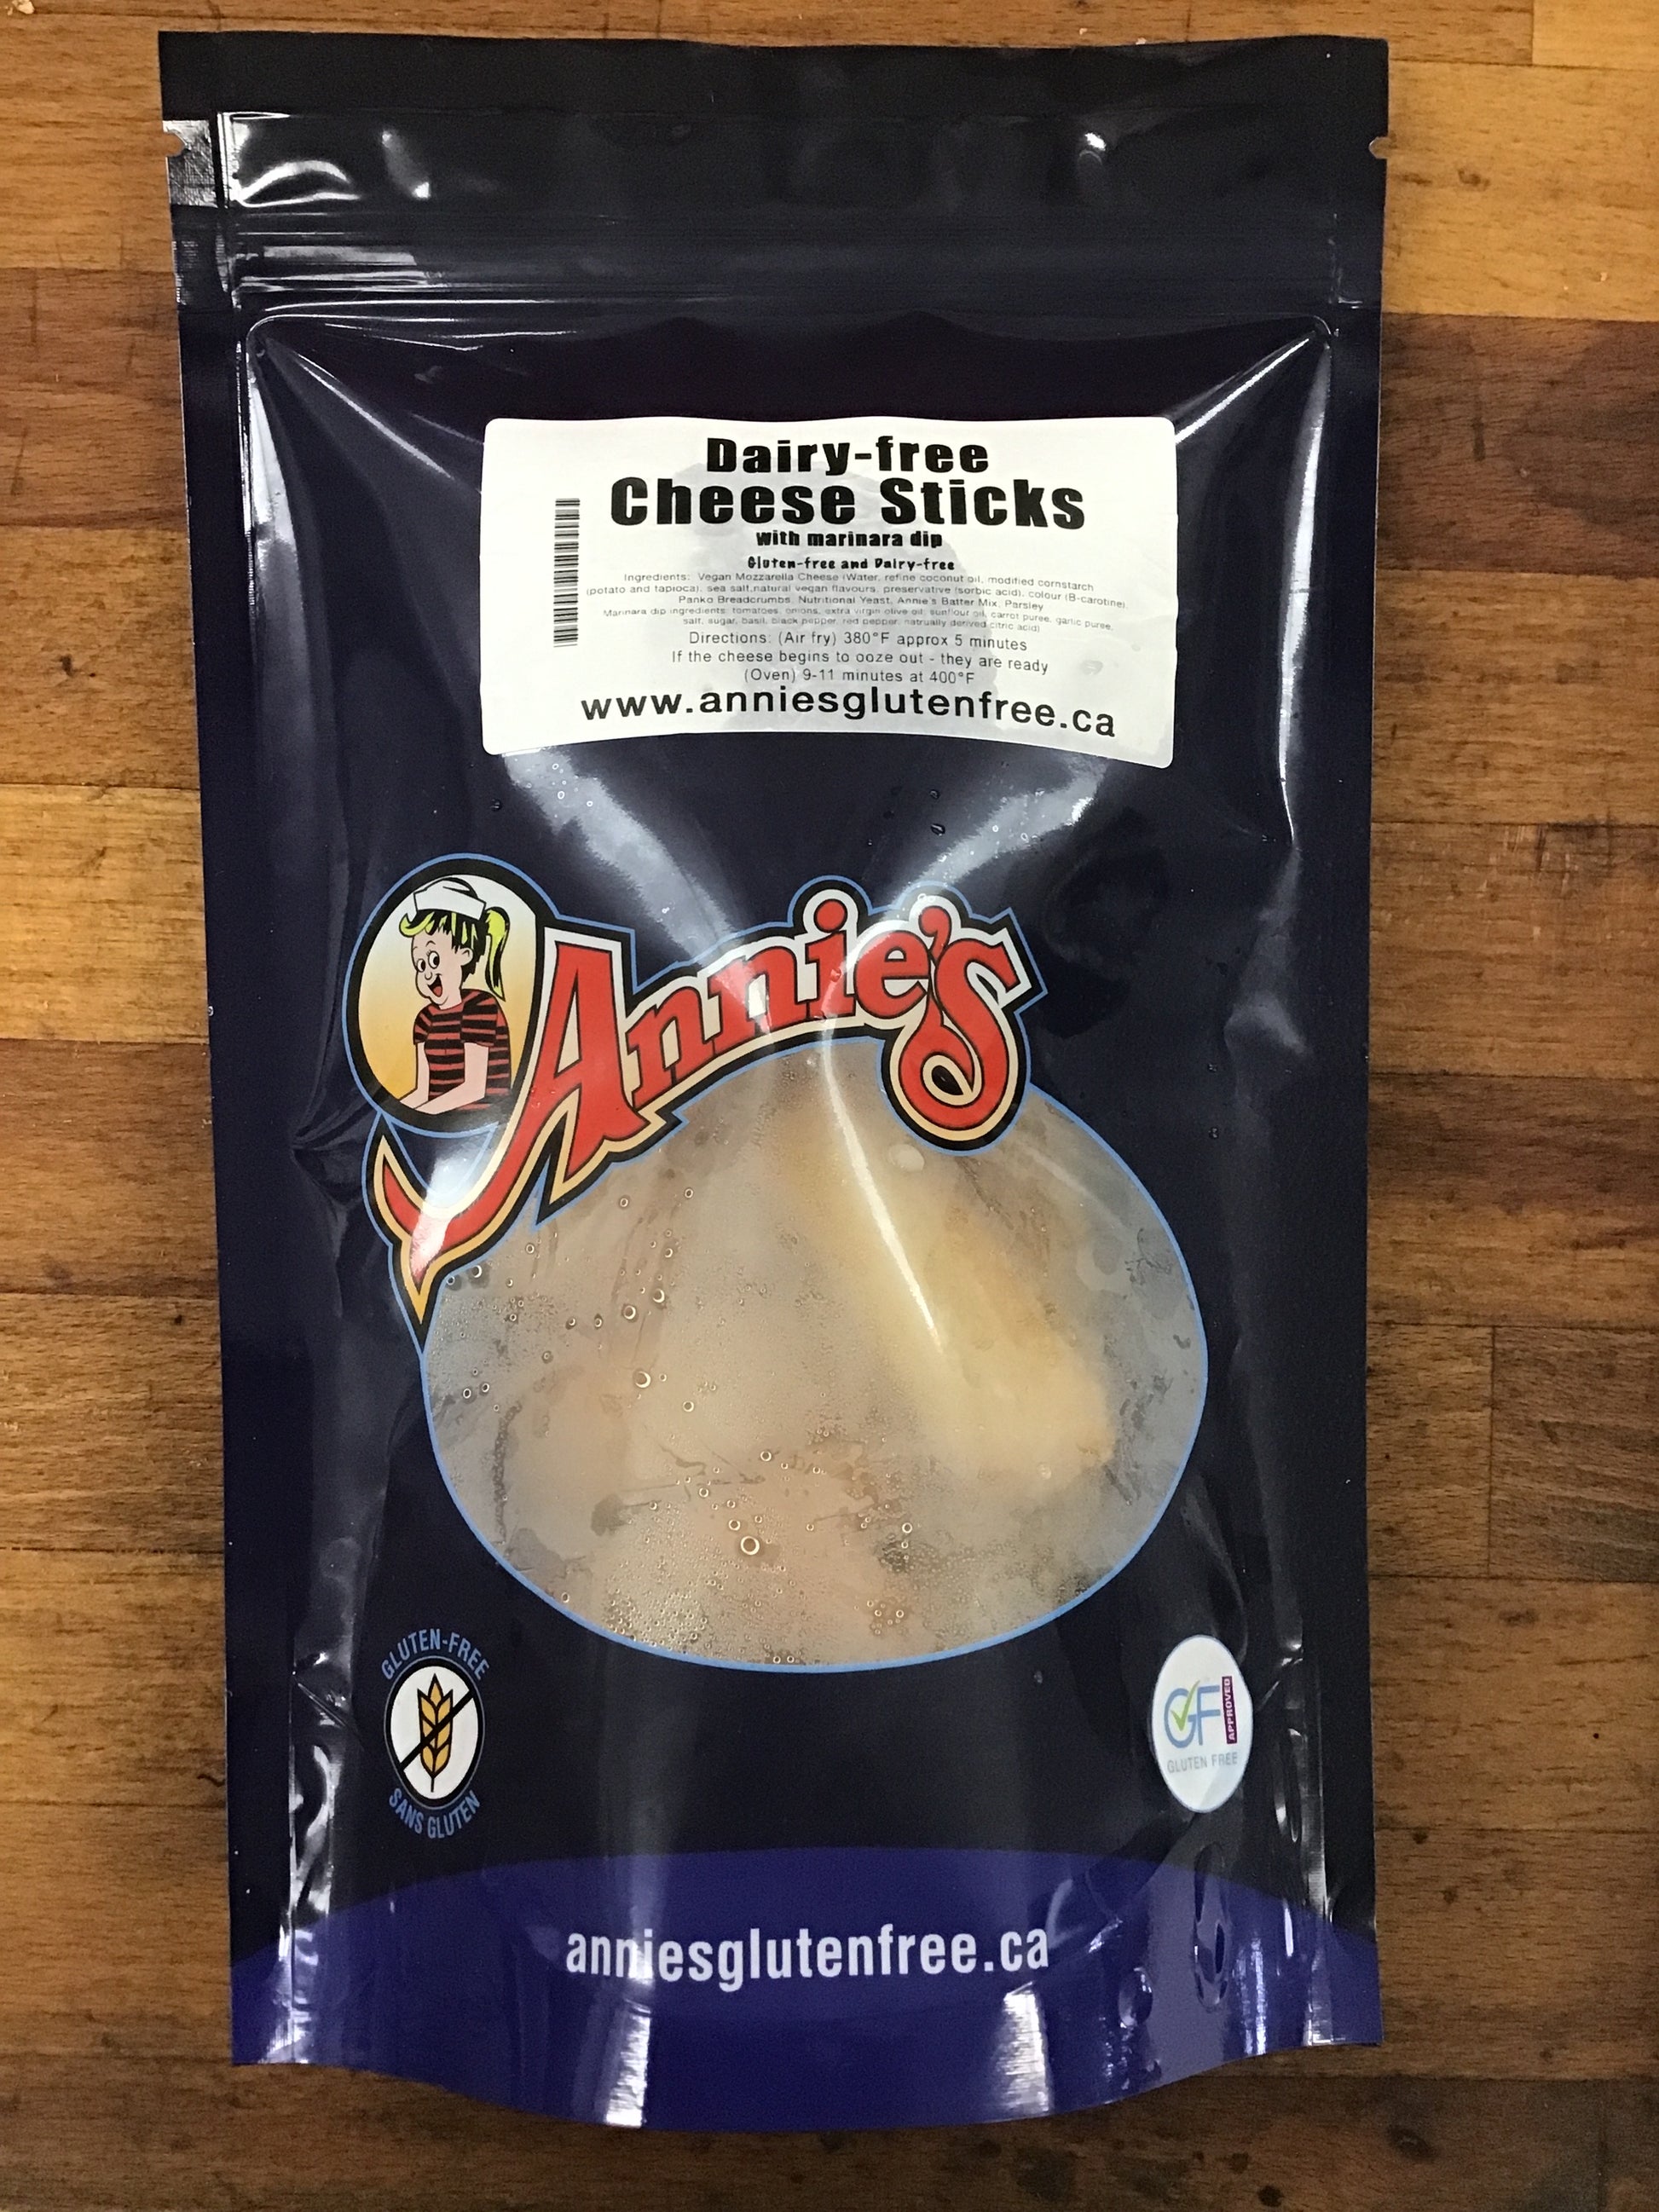 Dairy-free
Cheese Sticks
with marinara dip
Gluten-free and Dairy-free
Ingredients: Vegan Mozzarella Cheese (Water, refine coconut oil, modified cornstarch
(potato and tapioca), sea salt,natural vegan flavours, preservative (sorbic acid), colour (B-carotine),
Panko Breadcrumbs, Nutritional Yeast, Annie's Batter Mix, Parsley
Marinara dip ingredients: tomatoes, onions, extra virgin olive oil, sunflour oil, carrot puree, garlic puree,
salt, sugar, basil, black pepper, red pepper, natrually derived citric acid)
Directions: (Air fry) 380°F approx 5 minutes
If the cheese begins to ooze out - they are ready
(Oven) 9-11 minutes at 400°F
www.anniesglutenfree.ca
Annie's
GLUTEN-FREE
SANS GLUTEN
GF APPROVED
GLUTEN FREE
anniesglutenfree.ca